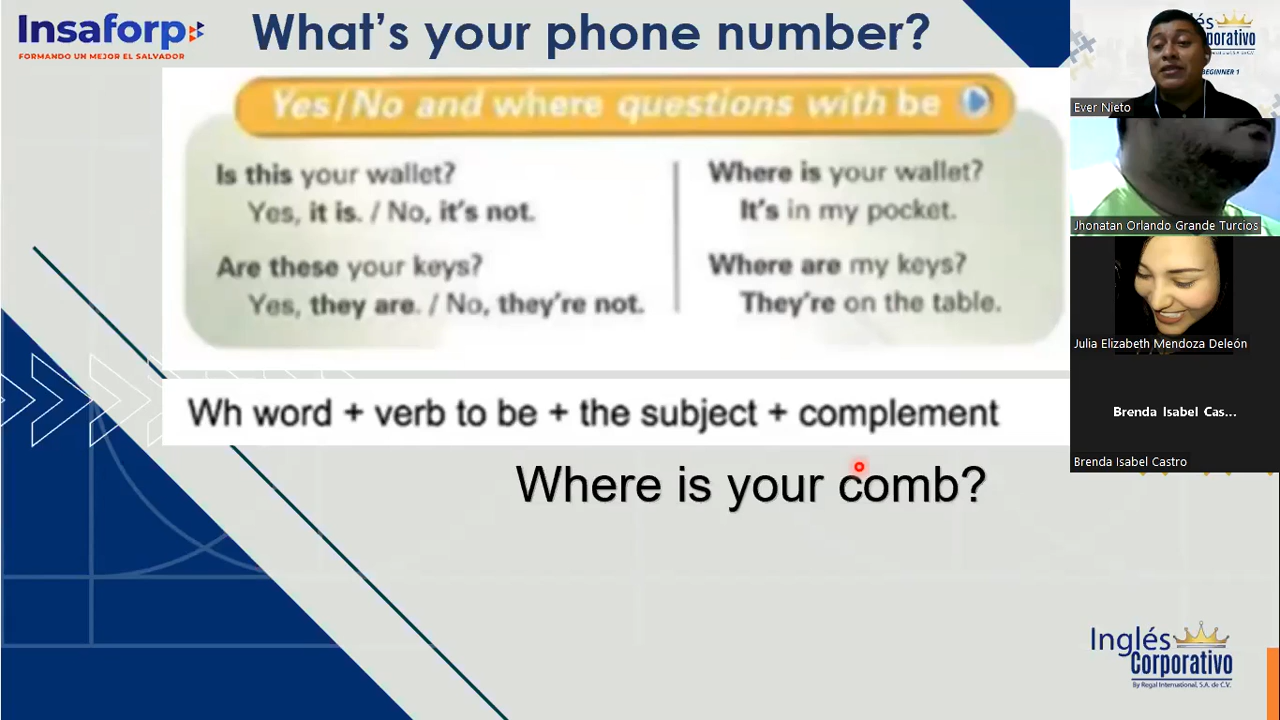 Insaforp
FORMANDO UN MEJOR EL SALVADOR
What's your phone number?
Yes/No and where questions with be
Is this your wallet?
Yes, it is. / No, it's not.
Are these your keys?
Yes, they are. / No, they're not.
Where is your wallet?
It's in my pocket.
Where are my keys?
They're on the table.
Wh word + verb to be + the subject + complement
Where is your comb?
Inglés
Corporativo
BEGINNER 1
Ever Nieto
Jhonatan Orlando Grande Turcios
Julia Elizabeth Mendoza Deleón
Brenda Isabel Cas...
Brenda Isabel Castro
Inglés
Corporativo
By Regal International, S.A. de C.V.